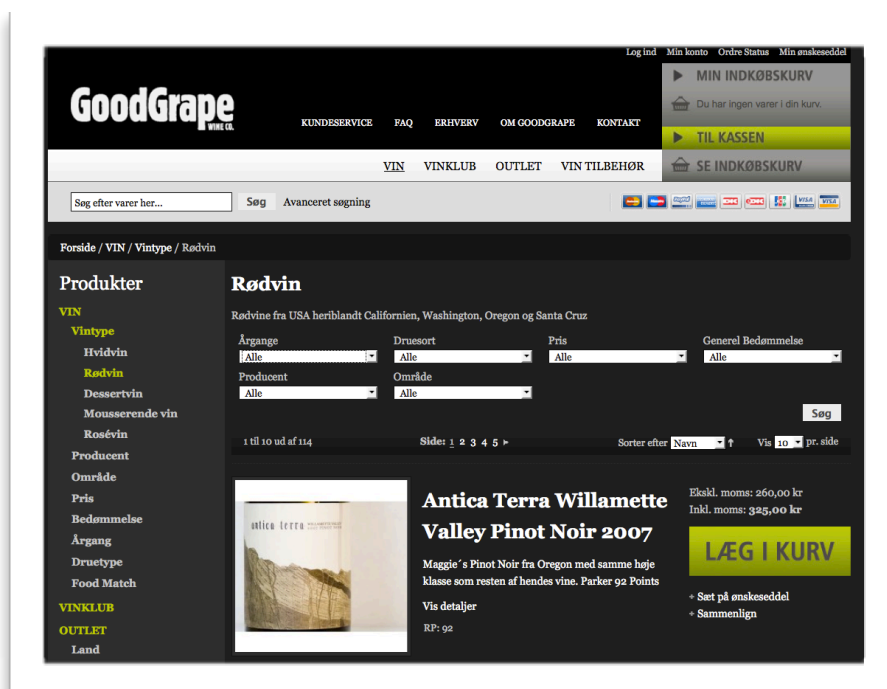 Log ind Min konto Ordre Status Min ønskeseddel
GoodGrape
WINE CO.
KUNDESERVICE FAQ ERHVERV OM GOODGRAPE KONTAKT
MIN INDKØBSKURV
Du har ingen varer i din kurv.
TIL KASSEN
SE INDKØBSKURV
VIN VINKLUB OUTLET VIN TILBEHØR
Søg efter varer her... Søg Avanceret søgning
VISA VISA
Forside / VIN / Vintype / Rødvin
Produkter
VIN
Vintype
Hvidvin
Rødvin
Dessertvin
Mousserende vin
Rosévin
Producent
Område
Pris
Bedømmelse
Årgang
Druetype
Food Match
VINKLUB
OUTLET
Land
Rødvin
Rødvine fra USA heriblandt Californien, Washington, Oregon og Santa Cruz
Årgange Druesort Pris Generel Bedømmelse
Alle Alle Alle Alle
Producent Område
Alle Alle
Søg
1 til 10 ud af 114 Side: 1 2 3 4 5 Sorter efter Navn Vis 10 pr. side
antica terra
Antica Terra Willamette
Valley Pinot Noir 2007
Maggie´s Pinot Noir fra Oregon med samme høje
klasse som resten af hendes vine. Parker 92 Points
Vis detaljer
RP: 92
Ekskl. moms: 260,00 kr
Inkl. moms: 325,00 kr
LÆG I KURV
+ Sæt på ønskeseddel
+ Sammenlign